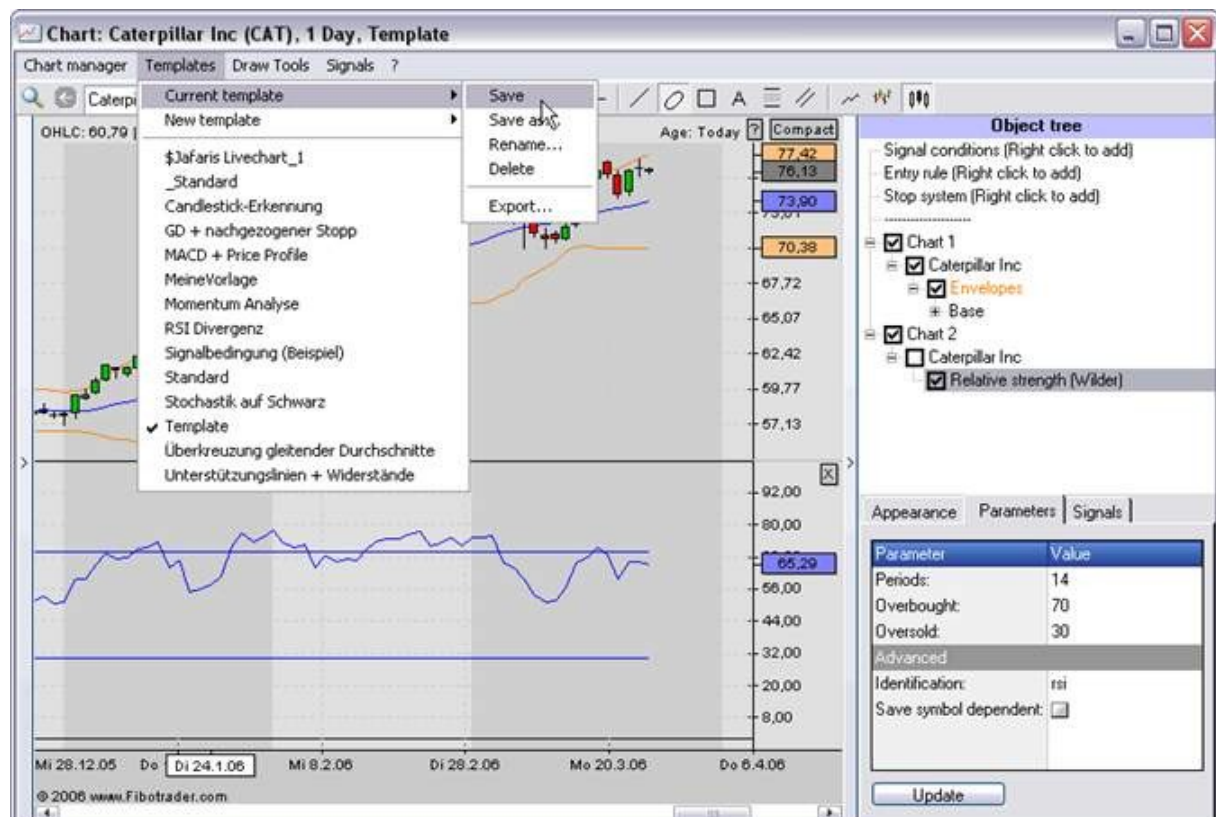 Chart: Caterpillar Inc (CAT), 1 Day, Template
Chart manager Templates Draw Tools Signals ?
Caterpi
A
OHLC: 60,79 |
Age: Today ? Compact
Current template
New template
$Jafaris Livechart_1
_Standard
Candlestick-Erkennung
GD + nachgezogener Stopp
MACD + Price Profile
MeineVorlage
Momentum Analyse
RSI Divergenz
Signalbedingung (Beispiel)
Standard
Stochastik auf Schwarz
Template
Überkreuzung gleitender Durchschnitte
Unterstützungslinien + Widerstände
Save
Save as
Rename...
Delete
Export...
77,42
76,13
73,90
70,38
67,72
65,07
62,42
59,77
57,13
X
92,00
80,00
65,29
56,00
44,00
32,00
20,00
8,00
Mi 28.12.05 Do Di 24.1.06 Mi 8.2.06 Di 28.2.06 Mo 20.3.06 Do 6.4.06
© 2006 www.Fibotrader.com
Object tree
Signal conditions (Right click to add)
Entry rule (Right click to add)
Stop system (Right click to add)
Chart 1
Caterpillar Inc
Envelopes
Base
Chart 2
Caterpillar Inc
Relative strength (Wilder)
Appearance Parameters Signals
Parameter Value
Periods: 14
Overbought: 70
Oversold: 30
Advanced
Identification: rsi
Save symbol dependent:
Update